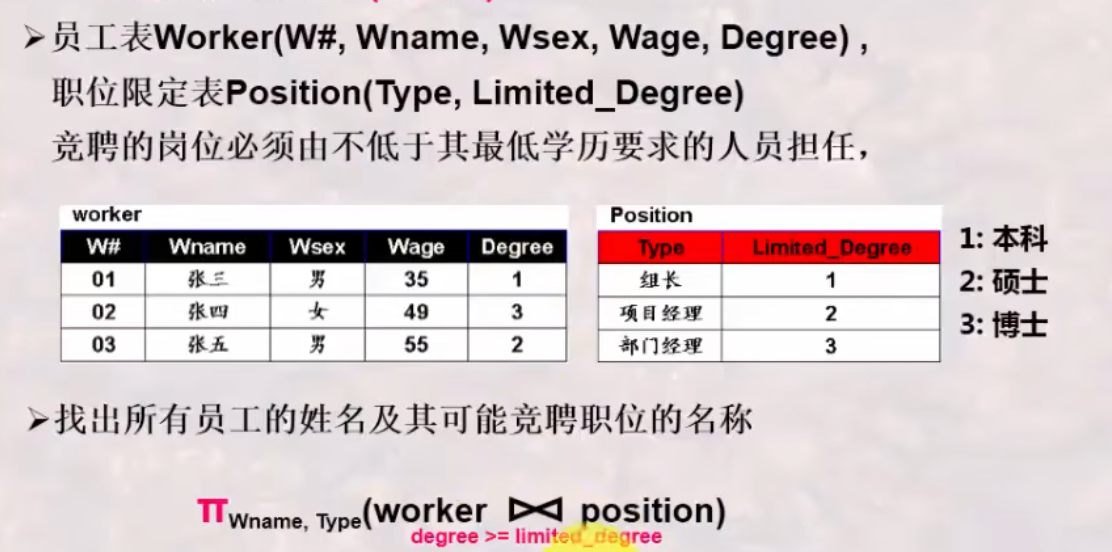 ➢员工表Worker(W#, Wname, Wsex, Wage, Degree) ,
职位限定表Position(Type, Limited_Degree)
竞聘的岗位必须由不低于其最低学历要求的人员担任，
worker
W# Wname Wsex Wage Degree
01 张三 男 35 1
02 张四 女 49 3
03 张五 男 55 2
Position
Type Limited_Degree
组长 1
项目经理 2
部门经理 3
1: 本科
2: 硕士
3: 博士
➢找出所有员工的姓名及其可能竞聘职位的名称
π Wname, Type(worker ⋈ position)
degree >= limited_degree